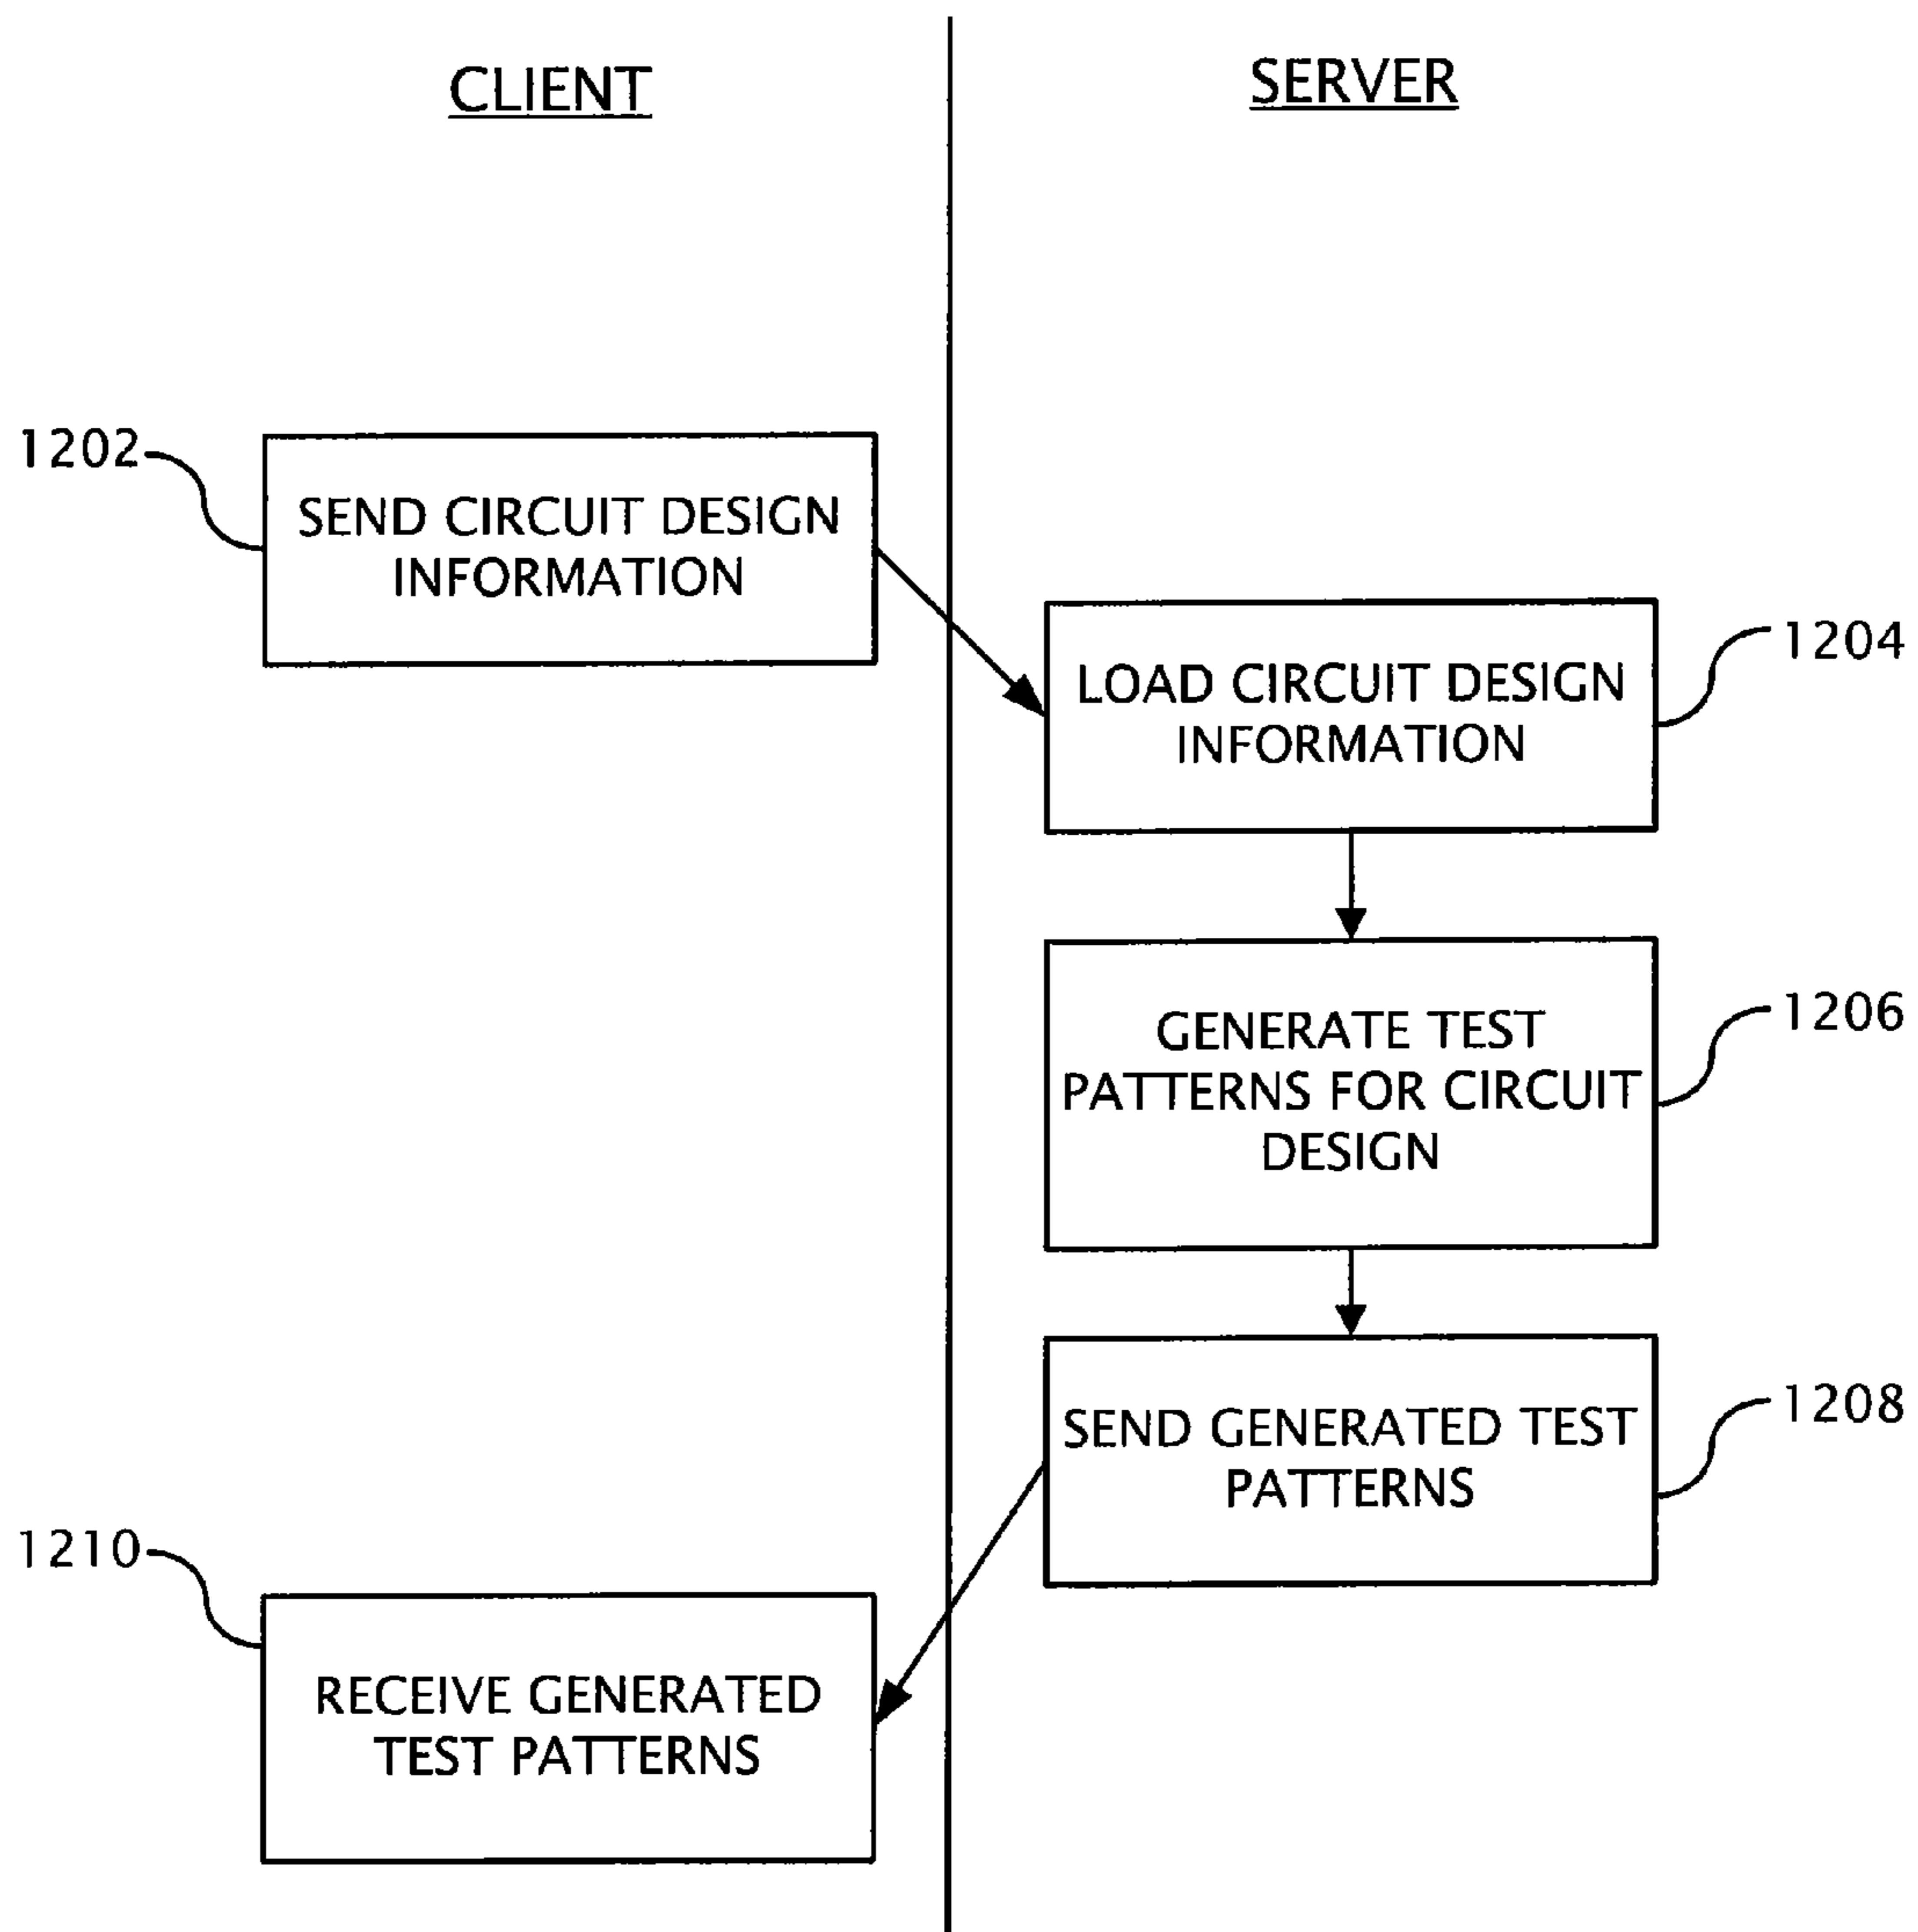 CLIENT
SERVER
1202
SEND CIRCUIT DESIGN
INFORMATION
1204
LOAD CIRCUIT DESIGN
INFORMATION
1206
GENERATE TEST
PATTERNS FOR CIRCUIT
DESIGN
1208
SEND GENERATED TEST
PATTERNS
1210
RECEIVE GENERATED
TEST PATTERNS